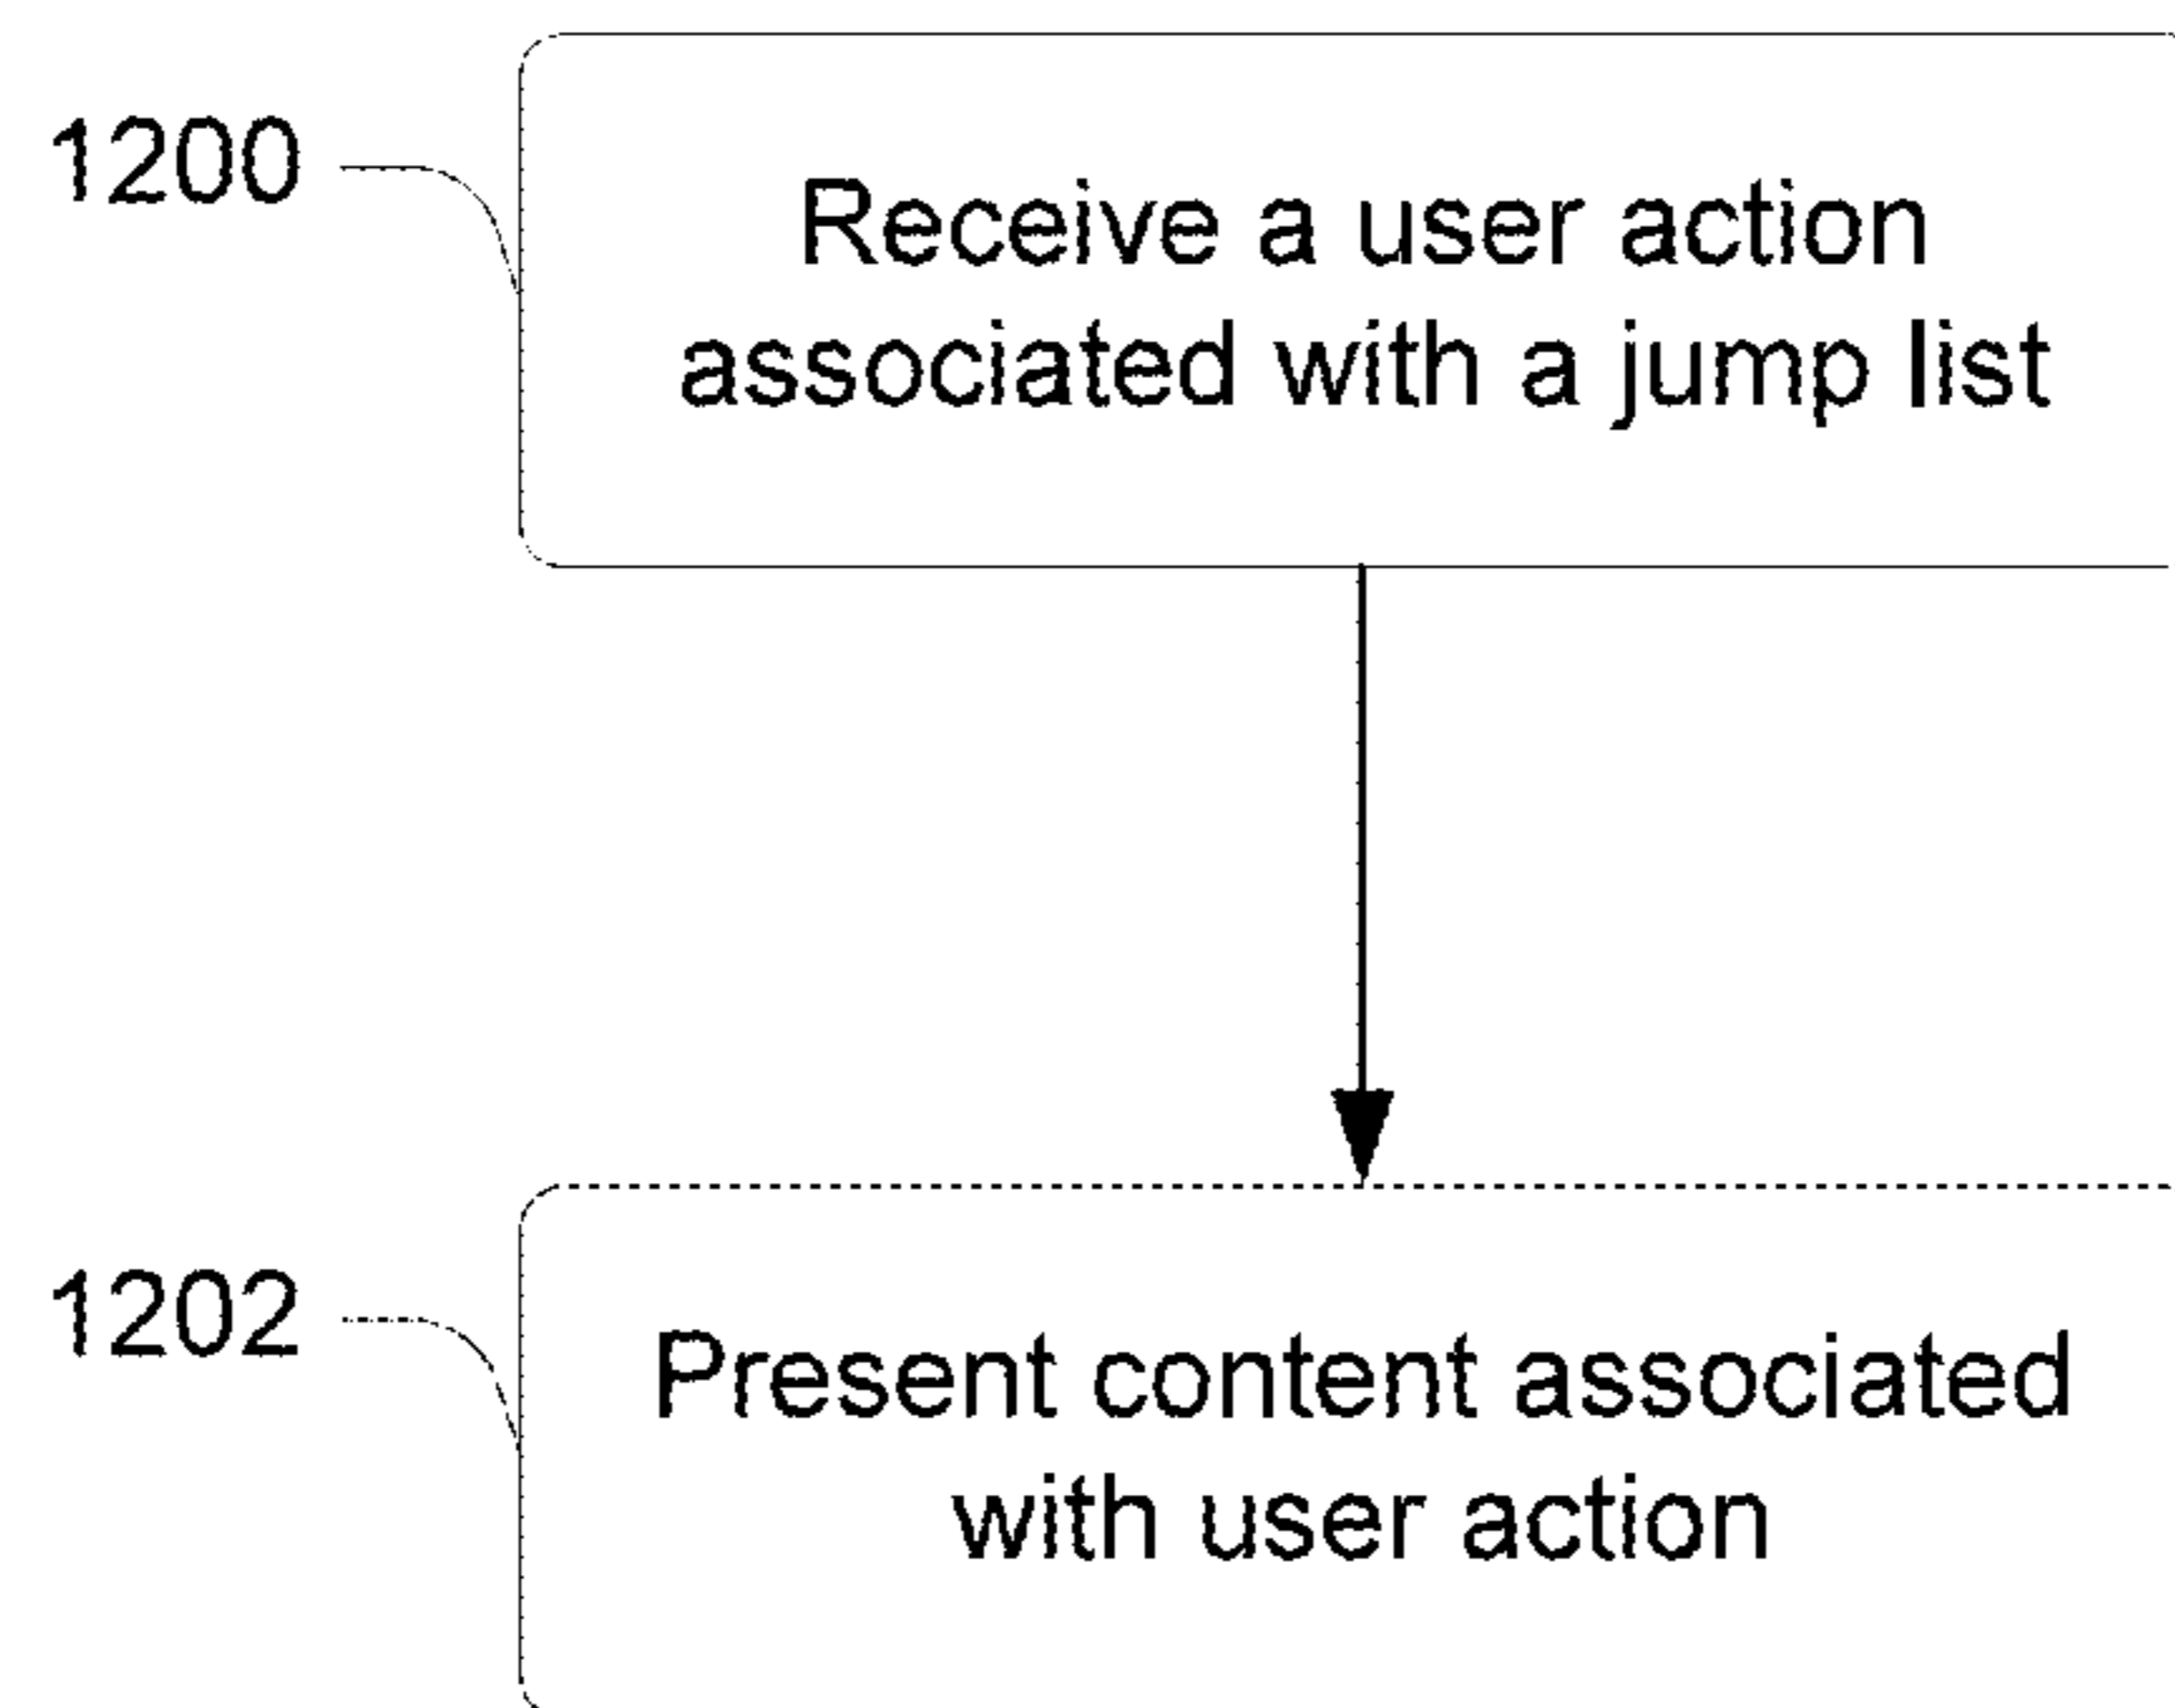 1200
Receive a user action
associated with a jump list
1202
Present content associated
with user action